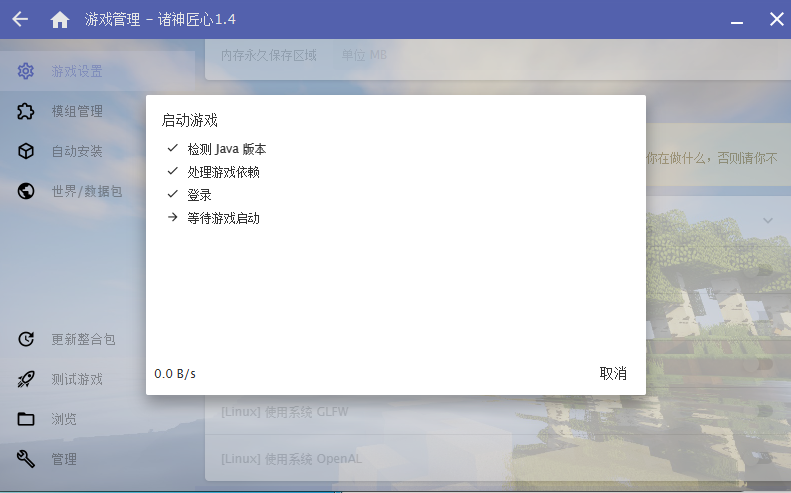 游戏管理 – 诸神匠心1.4
内存永久保存区域 单位 MB
游戏设置
模组管理
自动安装
世界/数据包
你在做什么，否则请你不
启动游戏
检测 Java 版本
处理游戏依赖
登录
等待游戏启动
0.0 B/s
取消
更新整合包
测试游戏
浏览
管理
[Linux] 使用系统 GLFW
[Linux] 使用系统 OpenAL